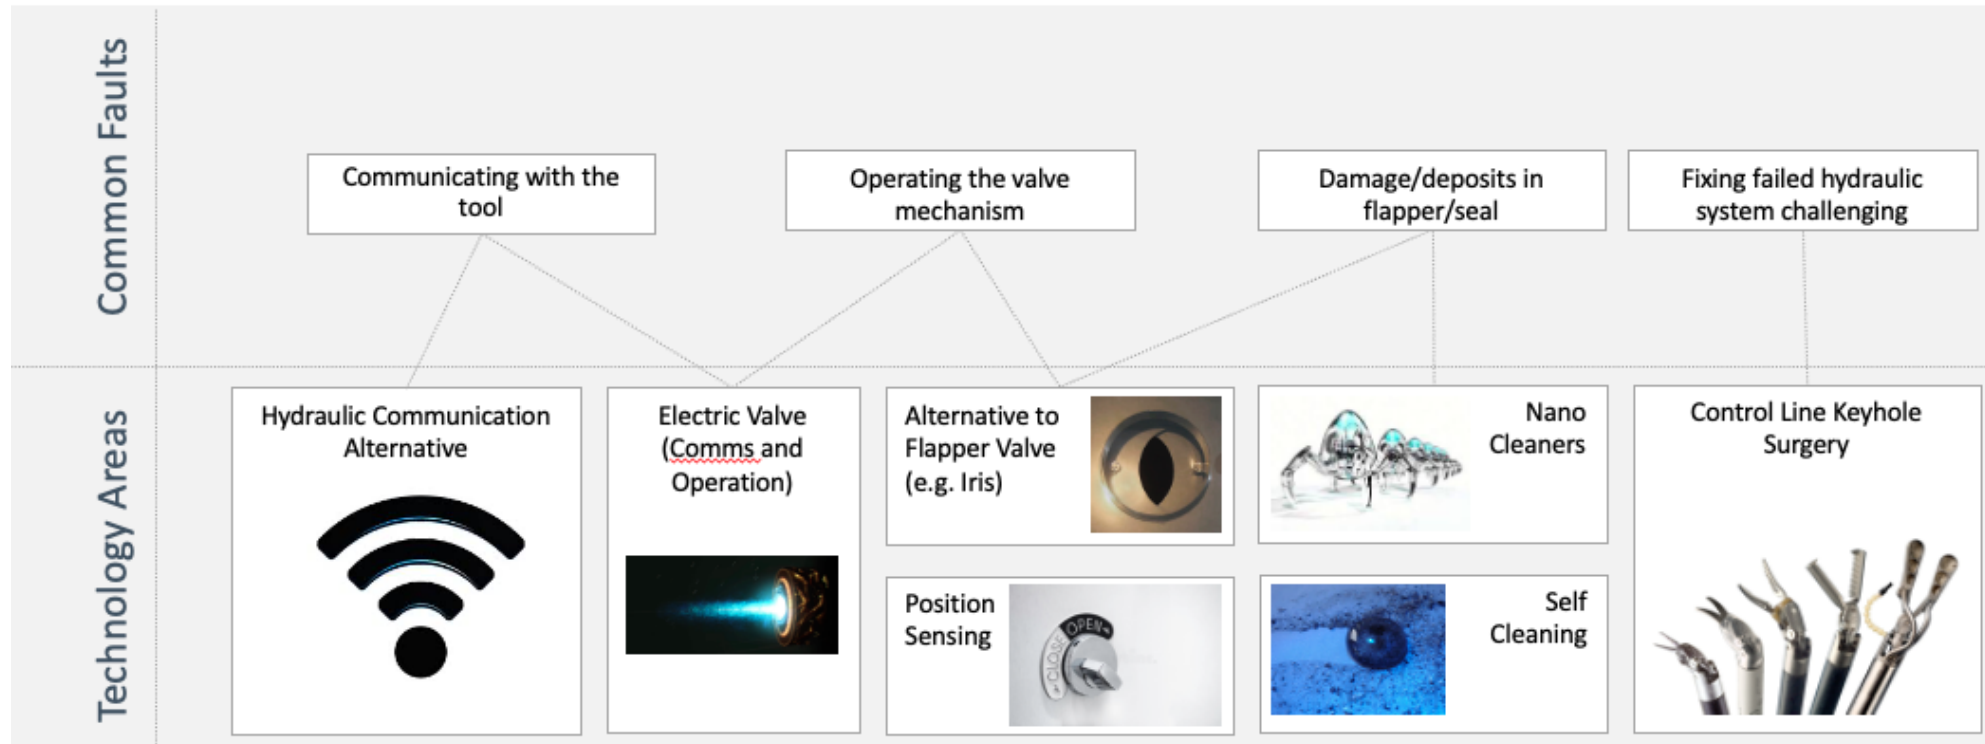 Common Faults
Communicating with the
tool
Operating the valve
mechanism
Damage/deposits in
flapper/seal
Fixing failed hydraulic
system challenging
Technology Areas
Hydraulic Communication
Alternative
Electric Valve
(Comms and
Operation)
Alternative to
Flapper Valve
(e.g. Iris)
Position
Sensing
CLOSE
OPEN
Nano
Cleaners
Self
Cleaning
Control Line Keyhole
Surgery